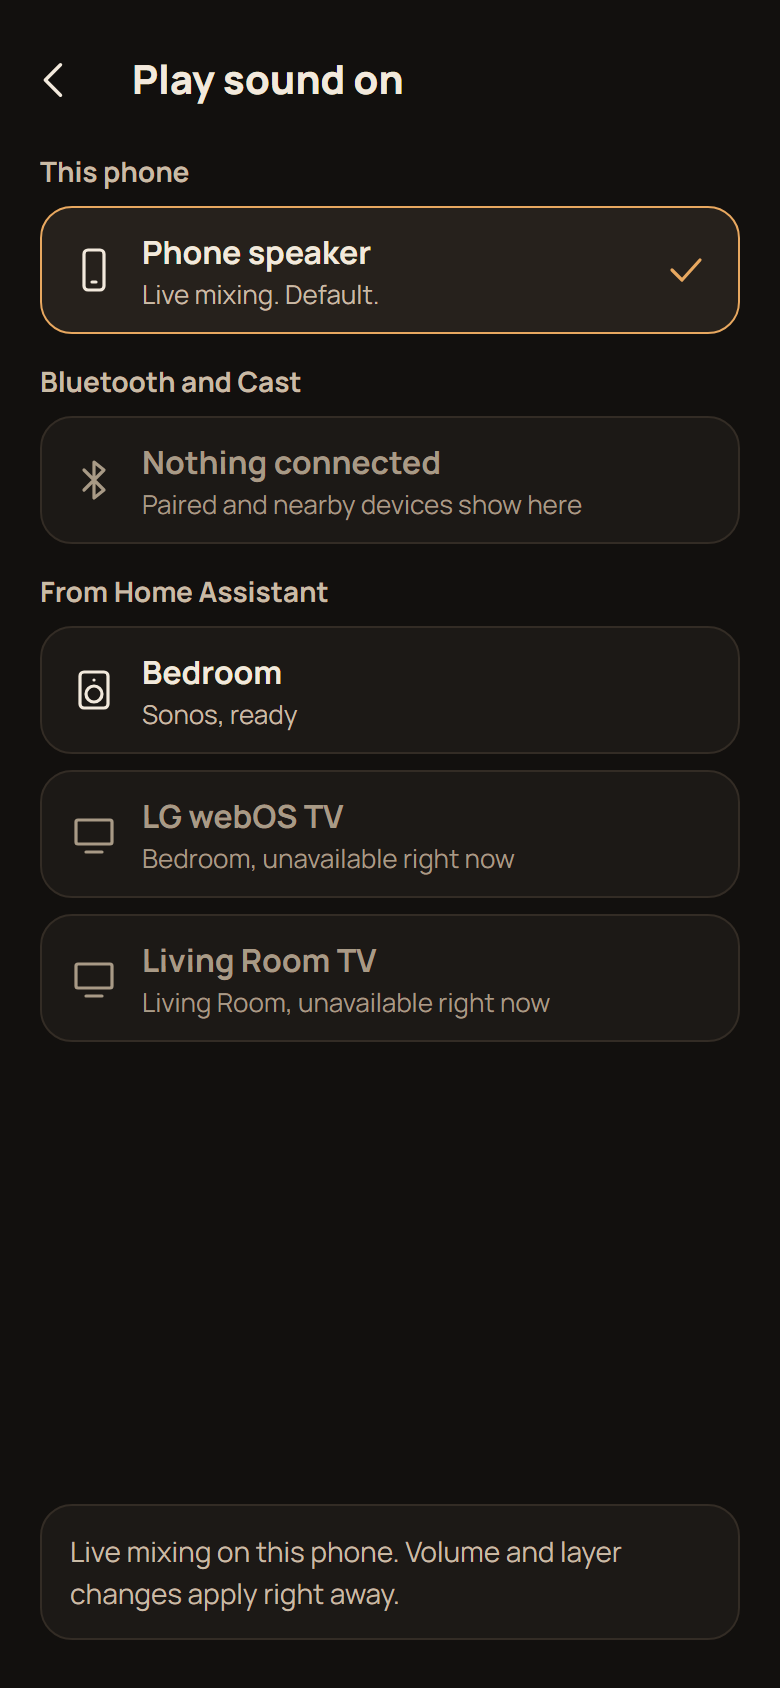 Play sound on
This phone
Phone speaker
Live mixing. Default.
Bluetooth and Cast
Nothing connected
Paired and nearby devices show here
From Home Assistant
Bedroom
Sonos, ready
LG webOS TV
Bedroom, unavailable right now
Living Room TV
Living Room, unavailable right now
Live mixing on this phone. Volume and layer
changes apply right away.